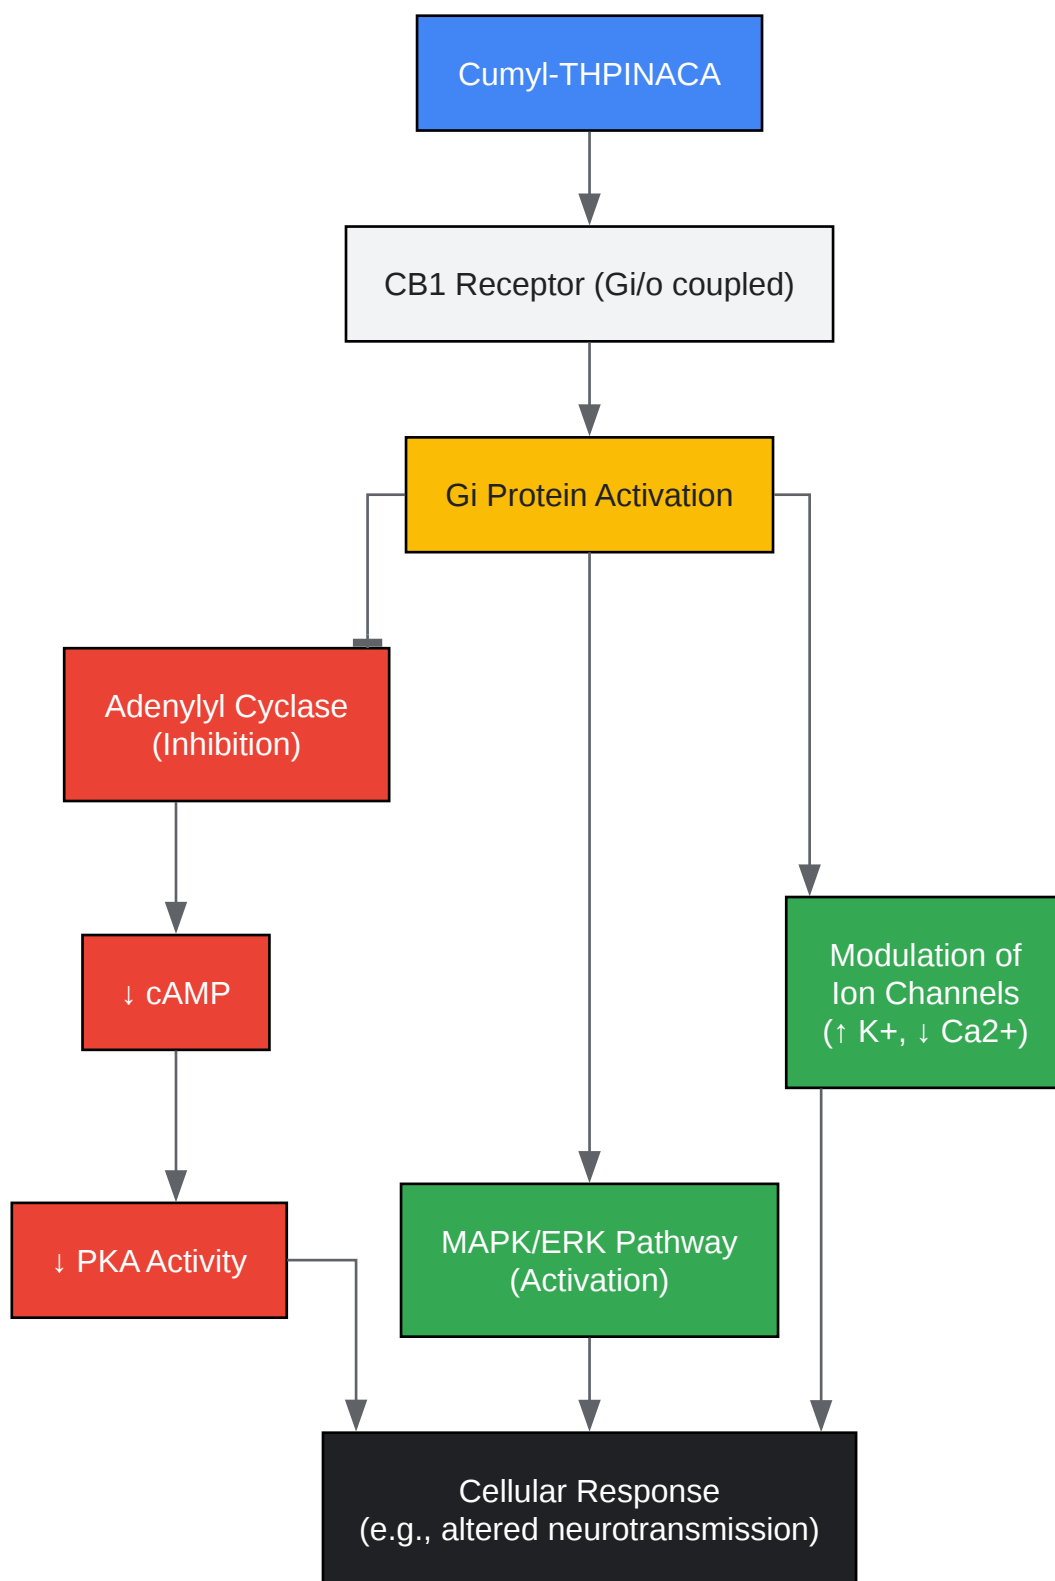 Cumyl-THPINACA
CB1 Receptor (Gi/o coupled)
Gi Protein Activation
Adenylyl Cyclase
(Inhibition)
↓ cAMP
Modulation of
Ion Channels
(↑ K+, ↓ Ca2+)
↓ PKA Activity
MAPK/ERK Pathway
(Activation)
Cellular Response
(e.g., altered neurotransmission)